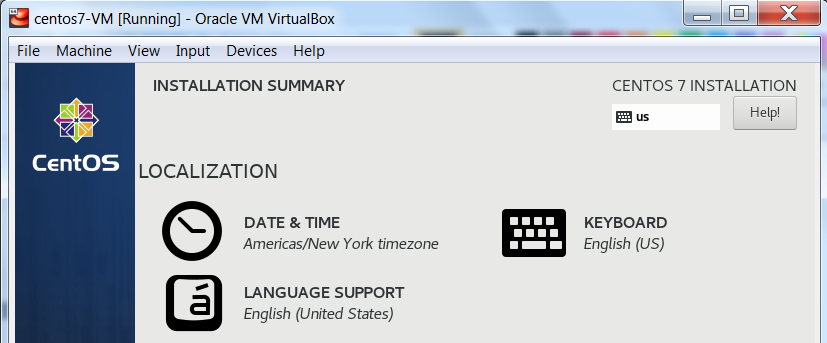 centos7-VM [Running] - Oracle VM VirtualBox
File Machine View Input Devices Help
INSTALLATION SUMMARY
CENTOS 7 INSTALLATION
us
Help!
CentOS
LOCALIZATION
DATE & TIME
Americas/New York timezone
KEYBOARD
English (US)
á
LANGUAGE SUPPORT
English (United States)